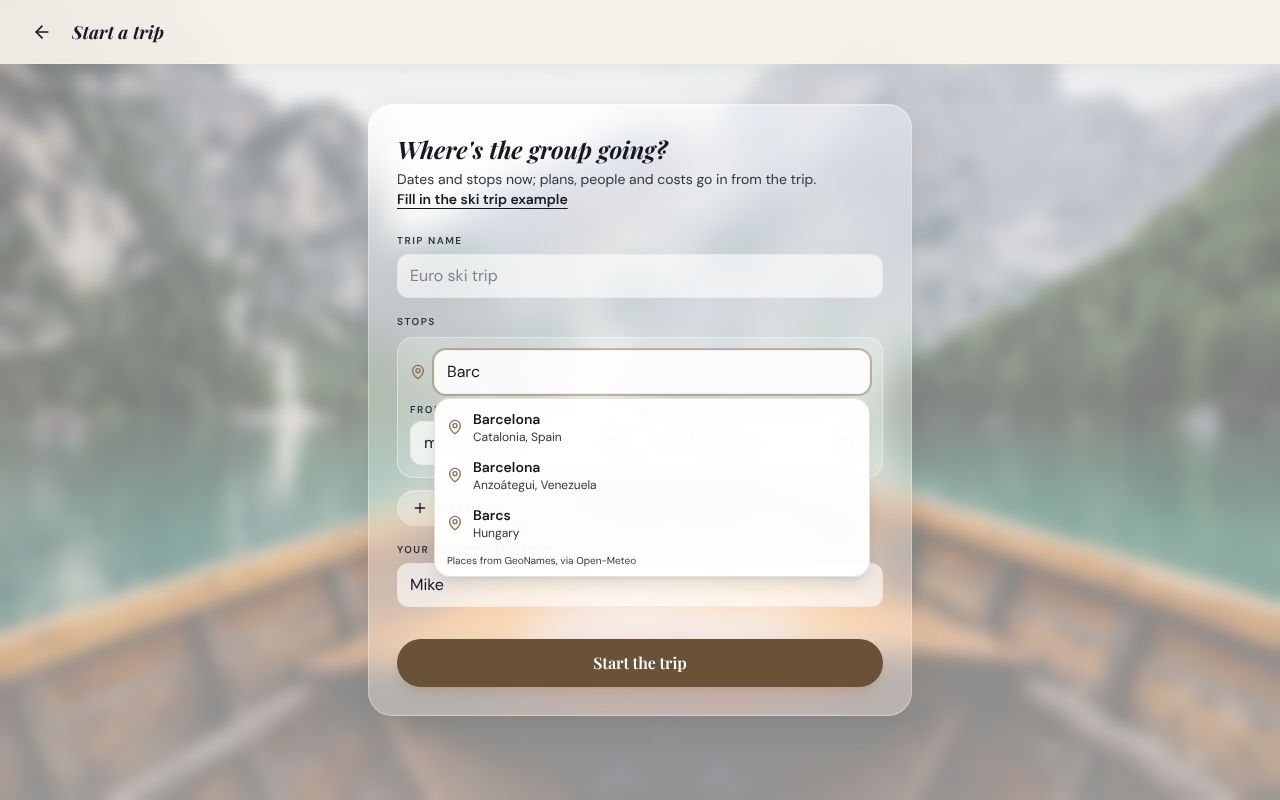 Start a trip
Where's the group going?
Dates and stops now; plans, people and costs go in from the trip.
Fill in the ski trip example
TRIP NAME
Euro ski trip
STOPS
Barc
Barcelona
Catalonia, Spain
Barcelona
Anzoátegui, Venezuela
Barcs
Hungary
Places from GeoNames, via Open-Meteo
YOUR
Mike
Start the trip